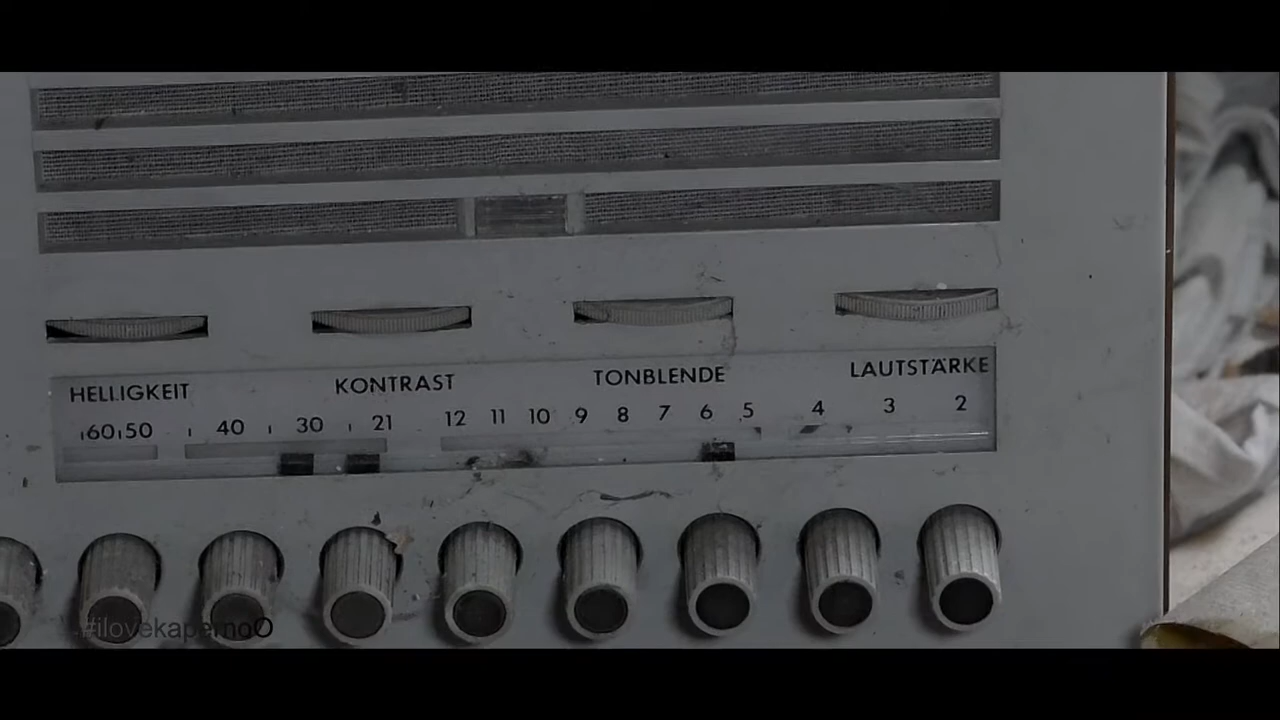 HELLIGKEIT KONTRAST TONBLENDE LAUTSTÄRKE
60 50 40 30 21 12 11 10 9 8 7 6 5 4 3 2
#ilovekapernoO